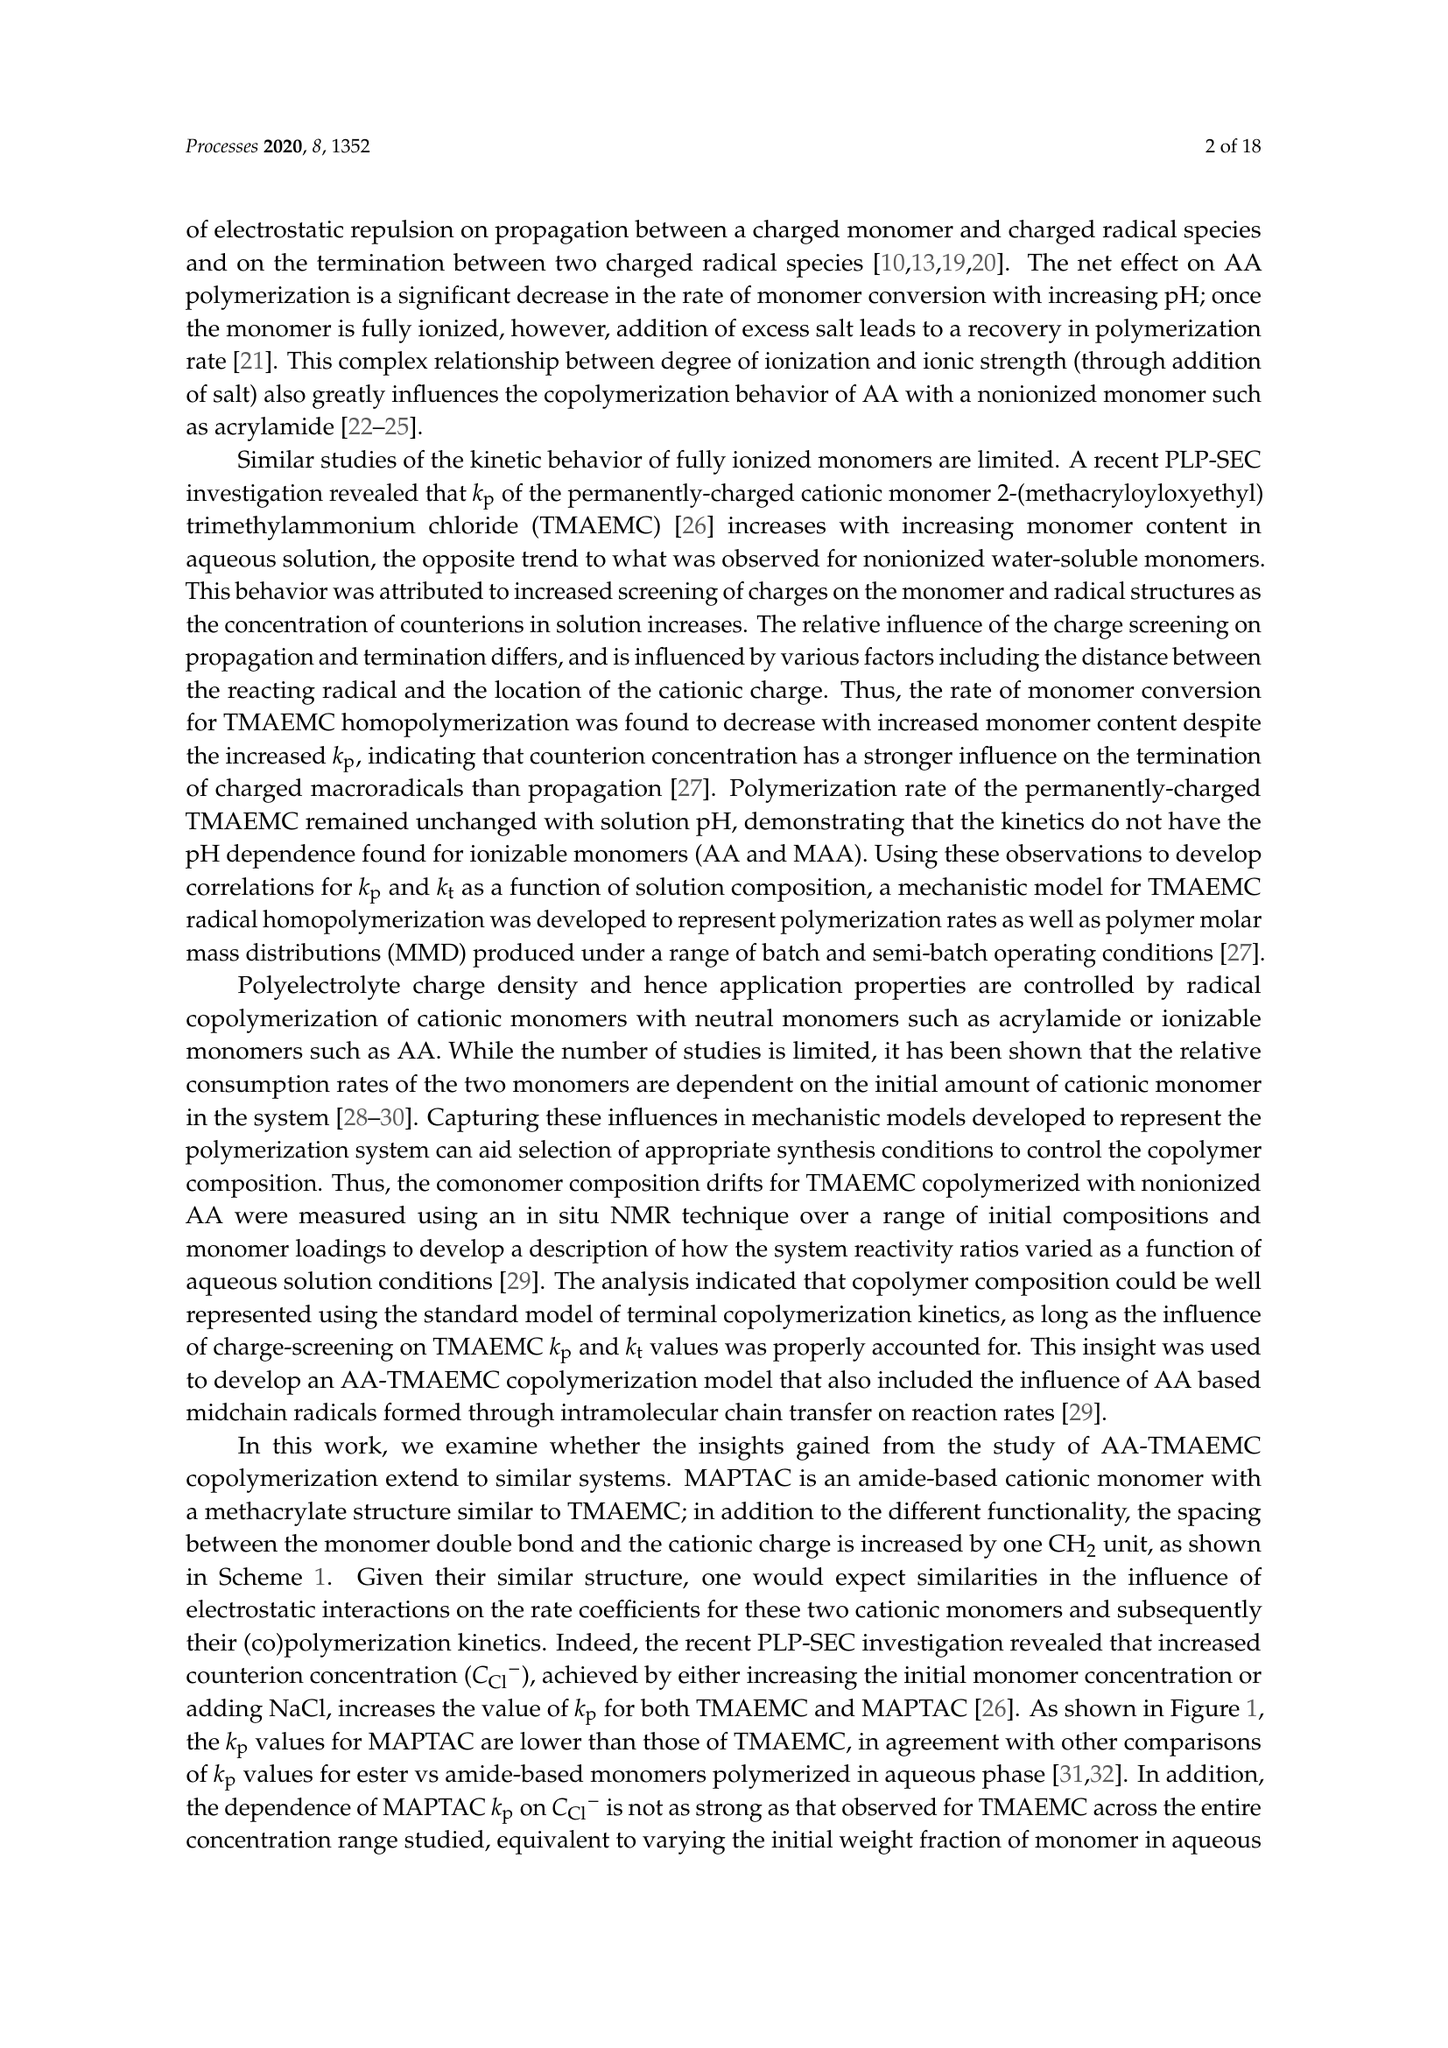 Processes 2020, 8, 1352
2 of 18
of electrostatic repulsion on propagation between a charged monomer and charged radical species
and on the termination between two charged radical species [10,13,19,20]. The net effect on AA
polymerization is a significant decrease in the rate of monomer conversion with increasing pH; once
the monomer is fully ionized, however, addition of excess salt leads to a recovery in polymerization
rate [21]. This complex relationship between degree of ionization and ionic strength (through addition
of salt) also greatly influences the copolymerization behavior of AA with a nonionized monomer such
as acrylamide [22–25].
Similar studies of the kinetic behavior of fully ionized monomers are limited. A recent PLP-SEC
investigation revealed that kp of the permanently-charged cationic monomer 2-(methacryloyloxyethyl)
trimethylammonium chloride (TMAEMC) [26] increases with increasing monomer content in
aqueous solution, the opposite trend to what was observed for nonionized water-soluble monomers.
This behavior was attributed to increased screening of charges on the monomer and radical structures as
the concentration of counterions in solution increases. The relative influence of the charge screening on
propagation and termination differs, and is influenced by various factors including the distance between
the reacting radical and the location of the cationic charge. Thus, the rate of monomer conversion
for TMAEMC homopolymerization was found to decrease with increased monomer content despite
the increased kp, indicating that counterion concentration has a stronger influence on the termination
of charged macroradicals than propagation [27]. Polymerization rate of the permanently-charged
TMAEMC remained unchanged with solution pH, demonstrating that the kinetics do not have the
pH dependence found for ionizable monomers (AA and MAA). Using these observations to develop
correlations for kp and kt as a function of solution composition, a mechanistic model for TMAEMC
radical homopolymerization was developed to represent polymerization rates as well as polymer molar
mass distributions (MMD) produced under a range of batch and semi-batch operating conditions [27].
Polyelectrolyte charge density and hence application properties are controlled by radical
copolymerization of cationic monomers with neutral monomers such as acrylamide or ionizable
monomers such as AA. While the number of studies is limited, it has been shown that the relative
consumption rates of the two monomers are dependent on the initial amount of cationic monomer
in the system [28–30]. Capturing these influences in mechanistic models developed to represent the
polymerization system can aid selection of appropriate synthesis conditions to control the copolymer
composition. Thus, the comonomer composition drifts for TMAEMC copolymerized with nonionized
AA were measured using an in situ NMR technique over a range of initial compositions and
monomer loadings to develop a description of how the system reactivity ratios varied as a function of
aqueous solution conditions [29]. The analysis indicated that copolymer composition could be well
represented using the standard model of terminal copolymerization kinetics, as long as the influence
of charge-screening on TMAEMC kp and kt values was properly accounted for. This insight was used
to develop an AA-TMAEMC copolymerization model that also included the influence of AA based
midchain radicals formed through intramolecular chain transfer on reaction rates [29].
In this work, we examine whether the insights gained from the study of AA-TMAEMC
copolymerization extend to similar systems. MAPTAC is an amide-based cationic monomer with
a methacrylate structure similar to TMAEMC; in addition to the different functionality, the spacing
between the monomer double bond and the cationic charge is increased by one CH2 unit, as shown
in Scheme 1. Given their similar structure, one would expect similarities in the influence of
electrostatic interactions on the rate coefficients for these two cationic monomers and subsequently
their (co)polymerization kinetics. Indeed, the recent PLP-SEC investigation revealed that increased
counterion concentration (CCl−), achieved by either increasing the initial monomer concentration or
adding NaCl, increases the value of kp for both TMAEMC and MAPTAC [26]. As shown in Figure 1,
the kp values for MAPTAC are lower than those of TMAEMC, in agreement with other comparisons
of kp values for ester vs amide-based monomers polymerized in aqueous phase [31,32]. In addition,
the dependence of MAPTAC kp on CCl− is not as strong as that observed for TMAEMC across the entire
concentration range studied, equivalent to varying the initial weight fraction of monomer in aqueous